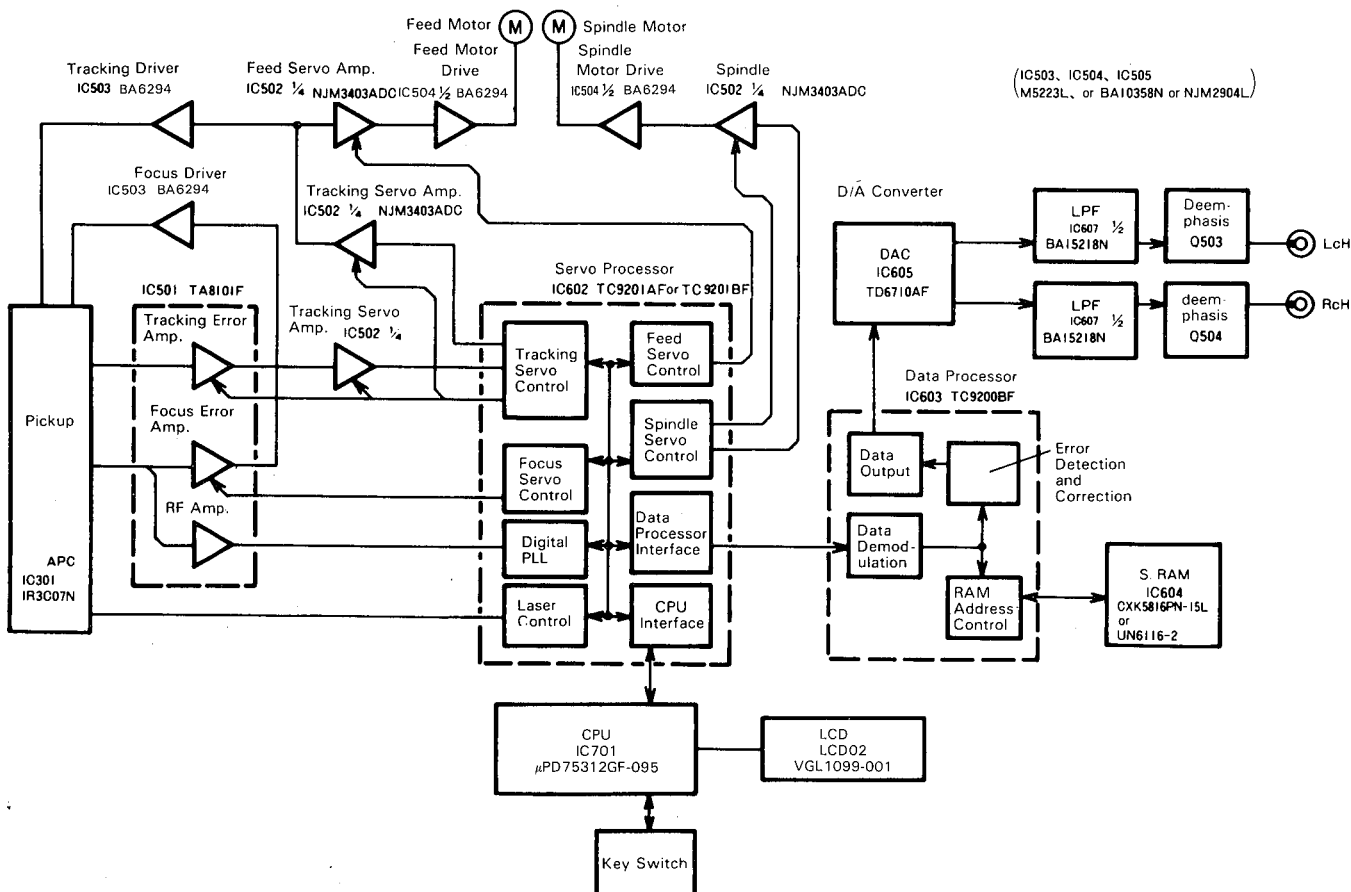 Feed Motor
M
M
Spindle Motor
Tracking Driver
IC503 BA6294
Feed Servo Amp.
IC502 ¼ NJM3403ADC
Feed Motor
Drive
IC504 ½ BA6294
Spindle
Motor Drive
IC504 ½ BA6294
Spindle
IC502 ¼ NJM3403ADC
(IC503、IC504、IC505
M5223L、or BA10358N or NJM2904L)
Focus Driver
IC503 BA6294
Tracking Servo Amp.
IC502 ¼ NJM3403ADC
D/A Converter
DAC
IC605
TD6710AF
LPF
IC607 ½
BA15218N
Deem-
phasis
Q503
LcH
LPF
IC607 ½
BA15218N
deem-
phasis
Q504
RcH
IC501 TA8101F
Tracking Error
Amp.
Tracking Servo
Amp.
IC502 ¼
Servo Processor
IC602 TC9201AF or TC9201BF
Tracking
Servo
Control
Feed
Servo
Control
Pickup
Focus Error
Amp.
RF Amp.
APC
IC301
IR3C07N
Focus
Servo
Control
Spindle
Servo
Control
Digital
PLL
Data
Processor
Interface
Laser
Control
CPU
Interface
Data Processor
IC603 TC9200BF
Data
Output
Error
Detection
and
Correction
Data
Demod-
ulation
RAM
Address
Control
S. RAM
IC604
CXK5816PN-15L
or
UN6116-2
CPU
IC701
μPD75312GF-095
LCD
LCD02
VGL1099-001
Key Switch